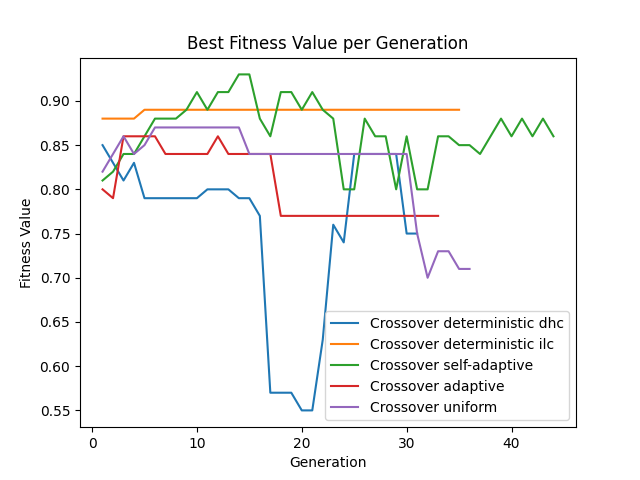 Best Fitness Value per Generation
Fitness Value
0.90
0.85
0.80
0.75
0.70
0.65
0.60
0.55
Crossover deterministic dhc
Crossover deterministic ilc
Crossover self-adaptive
Crossover adaptive
Crossover uniform
0
10
20
30
40
Generation